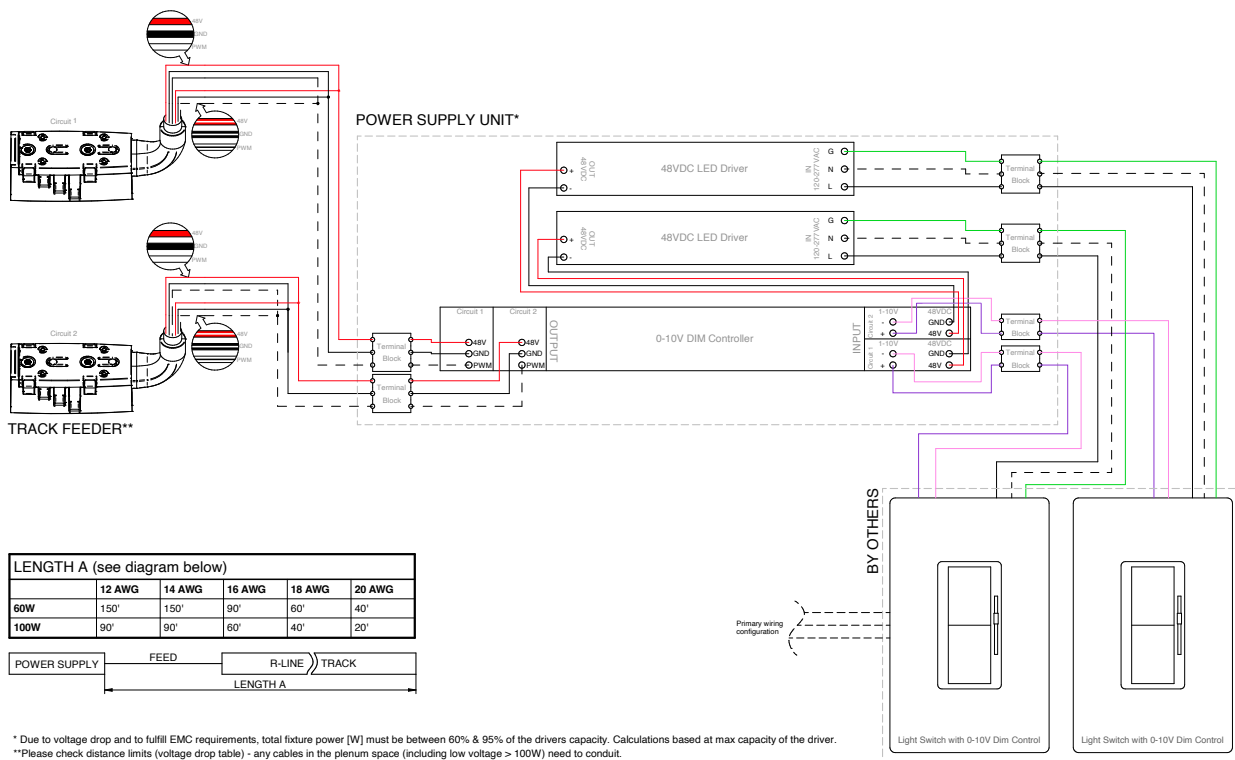 48V
GND
PWM
Circuit 1
48V
GND
PWM
48V
GND
PWM
Circuit 2
48V
GND
PWM
TRACK FEEDER**
POWER SUPPLY UNIT*
+
-
OUT
48VDC
48VDC LED Driver
IN
120-277 VAC
G
N
L
Terminal
Block
+
-
OUT
48VDC
48VDC LED Driver
IN
120-277 VAC
G
N
L
Terminal
Block
Circuit 1
Circuit 2
48V
GND
PWM
48V
GND
PWM
OUTPUT
0-10V DIM Controller
INPUT
Circuit 2
1-10V
-
+
48VDC
GND
48V
Circuit 1
1-10V
-
+
48VDC
GND
48V
Terminal
Block
Terminal
Block
Terminal
Block
Terminal
Block
BY OTHERS
Primary wiring
configuration
Light Switch with 0-10V Dim Control
Light Switch with 0-10V Dim Control
LENGTH A (see diagram below)
12 AWG 14 AWG 16 AWG 18 AWG 20 AWG
60W 150' 150' 90' 60' 40'
100W 90' 90' 60' 40' 20'
POWER SUPPLY FEED R-LINE TRACK
LENGTH A
* Due to voltage drop and to fulfill EMC requirements, total fixture power [W] must be between 60% & 95% of the drivers capacity. Calculations based at max capacity of the driver.
**Please check distance limits (voltage drop table) - any cables in the plenum space (including low voltage > 100W) need to conduit.